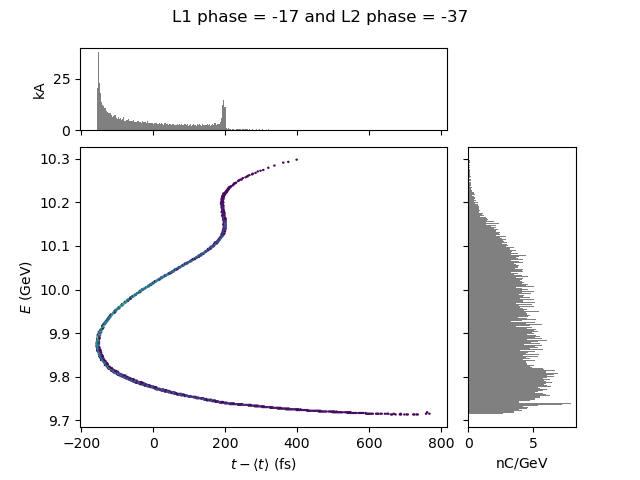 L1 phase = -17 and L2 phase = -37
kA
25
0
E (GeV)
10.3
10.2
10.1
10.0
9.9
9.8
9.7
−200 0 200 400 600 800
t − ⟨t⟩ (fs)
0 5
nC/GeV